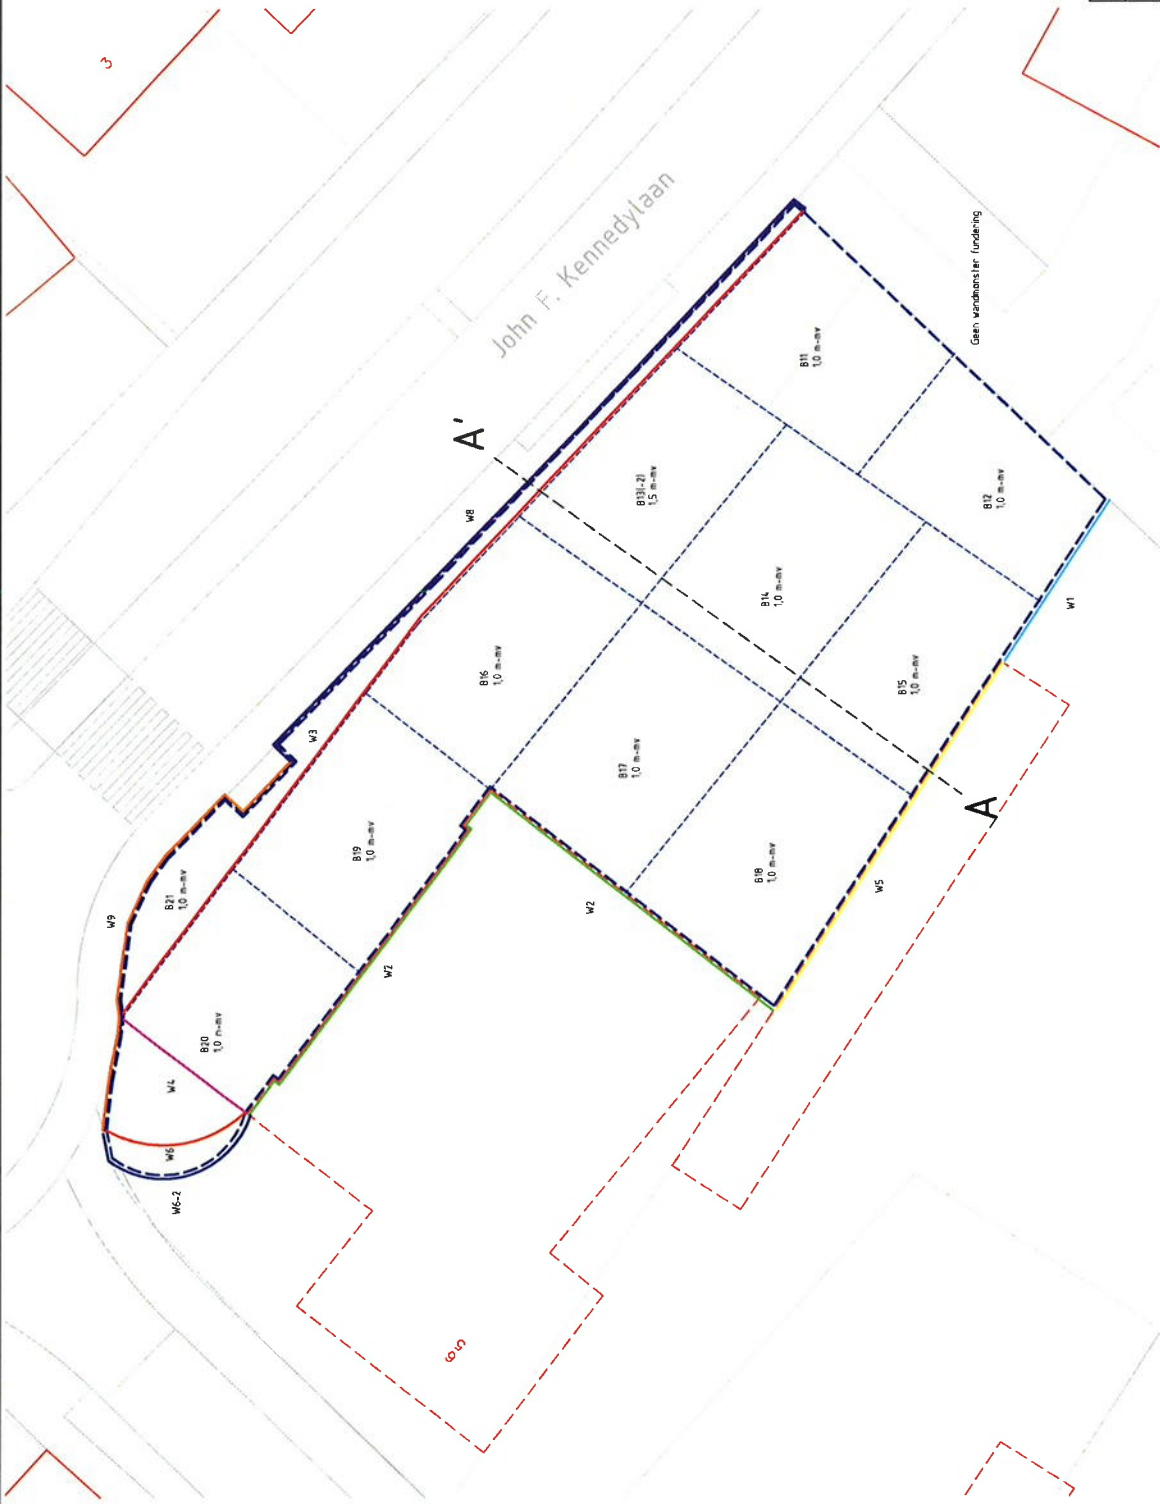 3
John F. Kennedylaan
Geen wandmonster fundering
A'
B11
1,0 m-mv
B13(-2)
1,5 m-mv
B12
1,0 m-mv
W8
B14
1,0 m-mv
W1
B16
1,0 m-mv
B15
1,0 m-mv
W3
B17
1,0 m-mv
A
B19
1,0 m-mv
B18
1,0 m-mv
W5
B21
1,0 m-mv
W9
W2
W2
B20
1,0 m-mv
W4
W6
W6-2
59